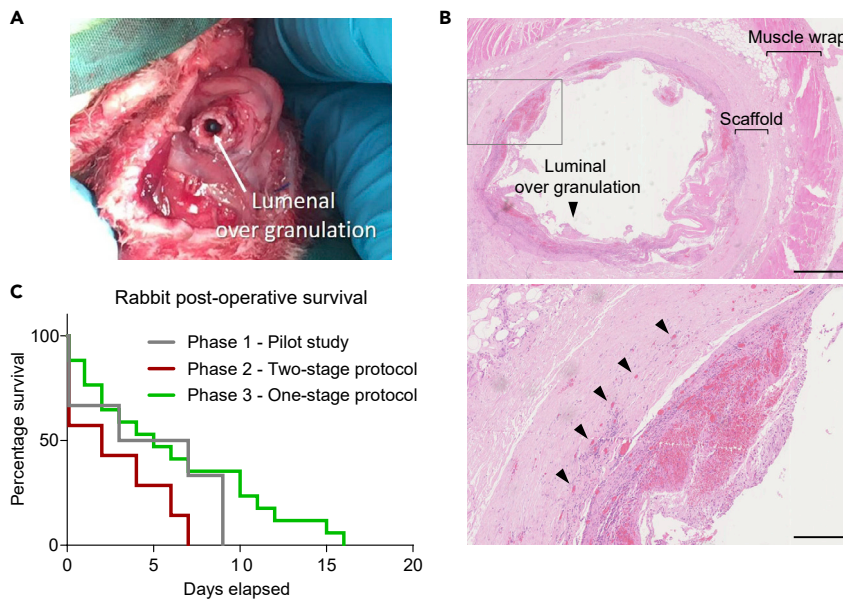 A
Lumenal
over granulation
B
Muscle wrap
Scaffold
Luminal
over granulation
C
Rabbit post-operative survival
Phase 1 - Pilot study
Phase 2 - Two-stage protocol
Phase 3 - One-stage protocol
Percentage survival
100
50
0
0
5
10
15
20
Days elapsed